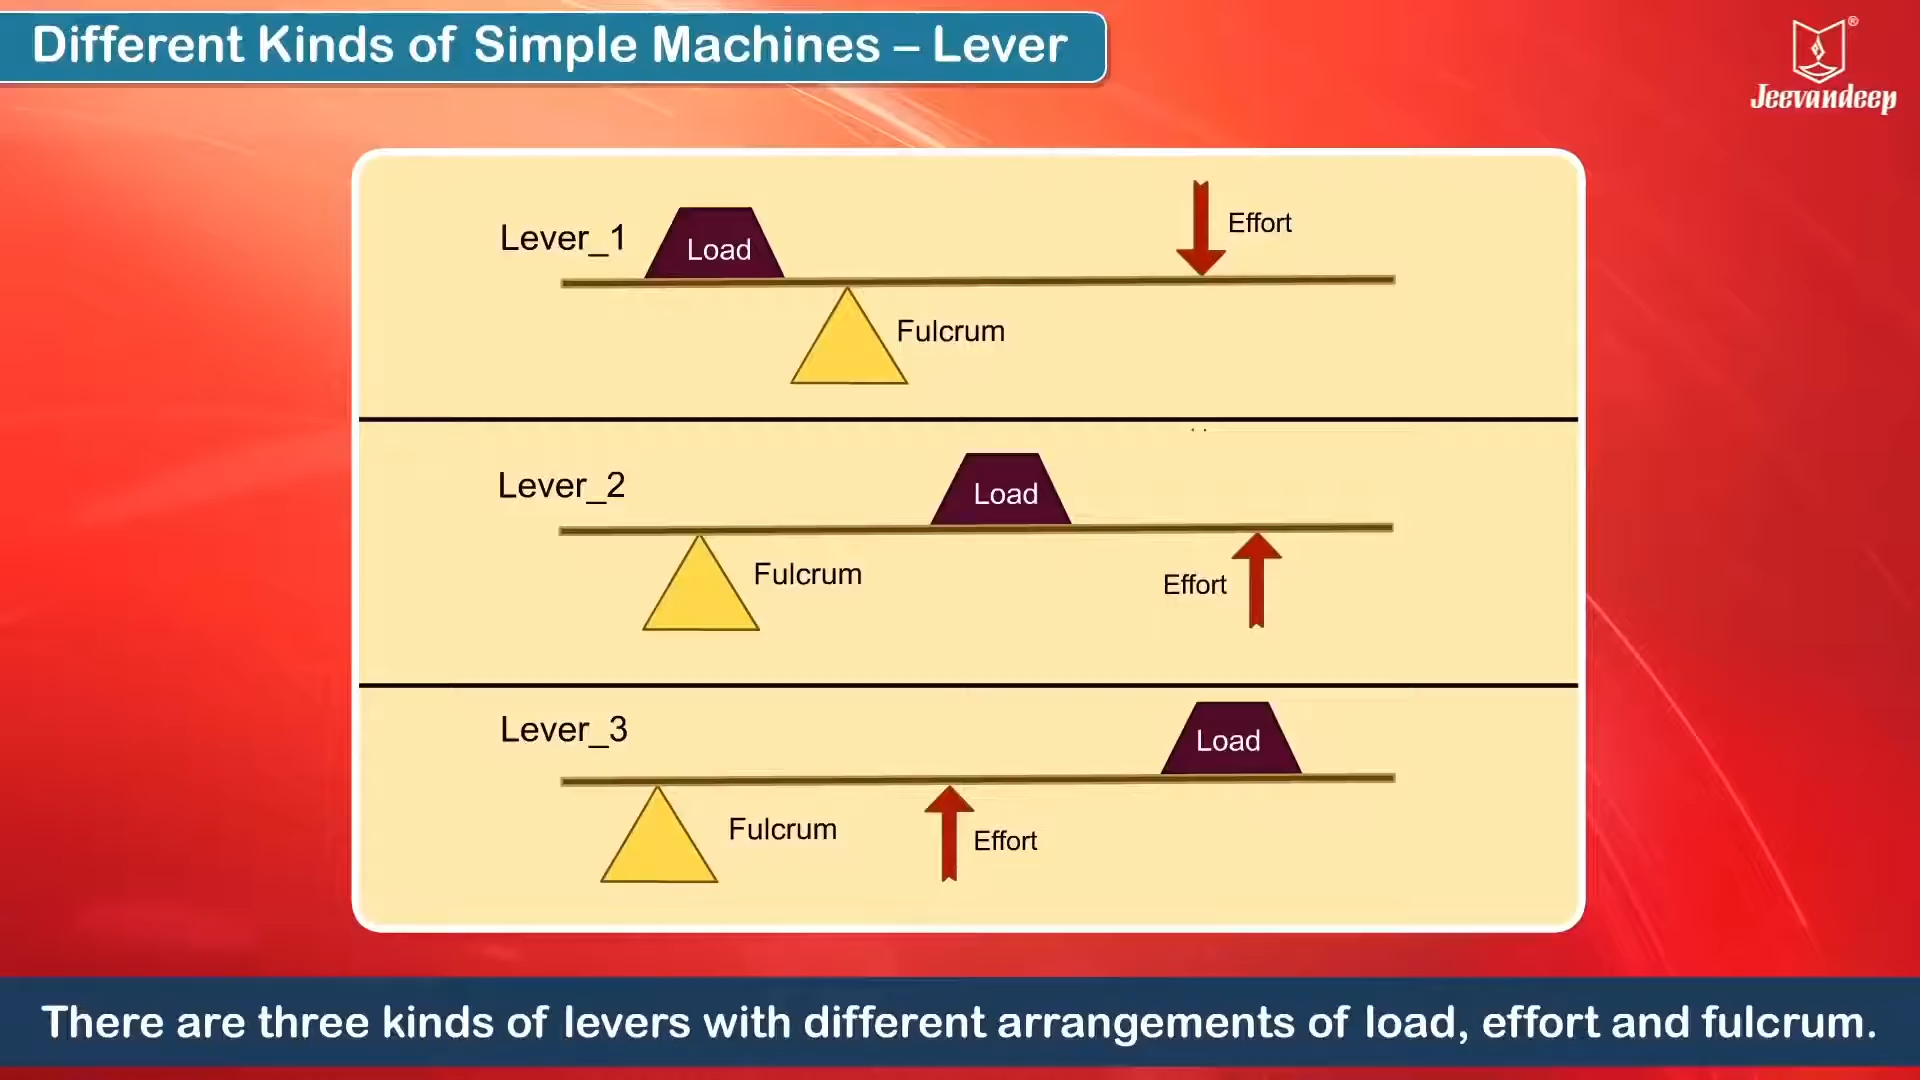 Different Kinds of Simple Machines – Lever
®
Jeevandeep
Lever_1
Load
Effort
Fulcrum
Lever_2
Load
Fulcrum
Effort
Lever_3
Load
Fulcrum
Effort
There are three kinds of levers with different arrangements of load, effort and fulcrum.